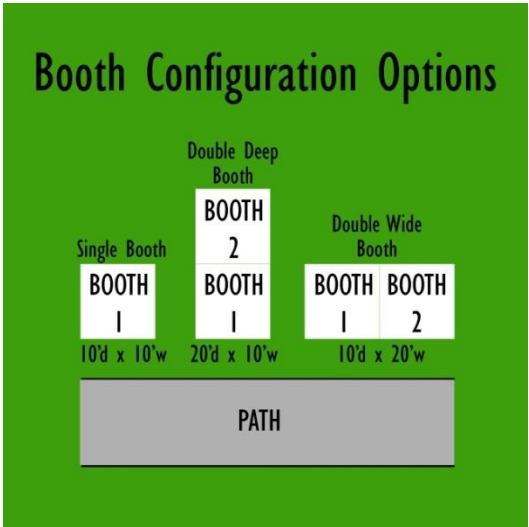 Booth Configuration Options
Double Deep
Booth
BOOTH
2
BOOTH
1
20'd x 10'w
Single Booth
BOOTH
1
10'd x 10'w
Double Wide
Booth
BOOTH
1
BOOTH
2
10'd x 20'w
PATH